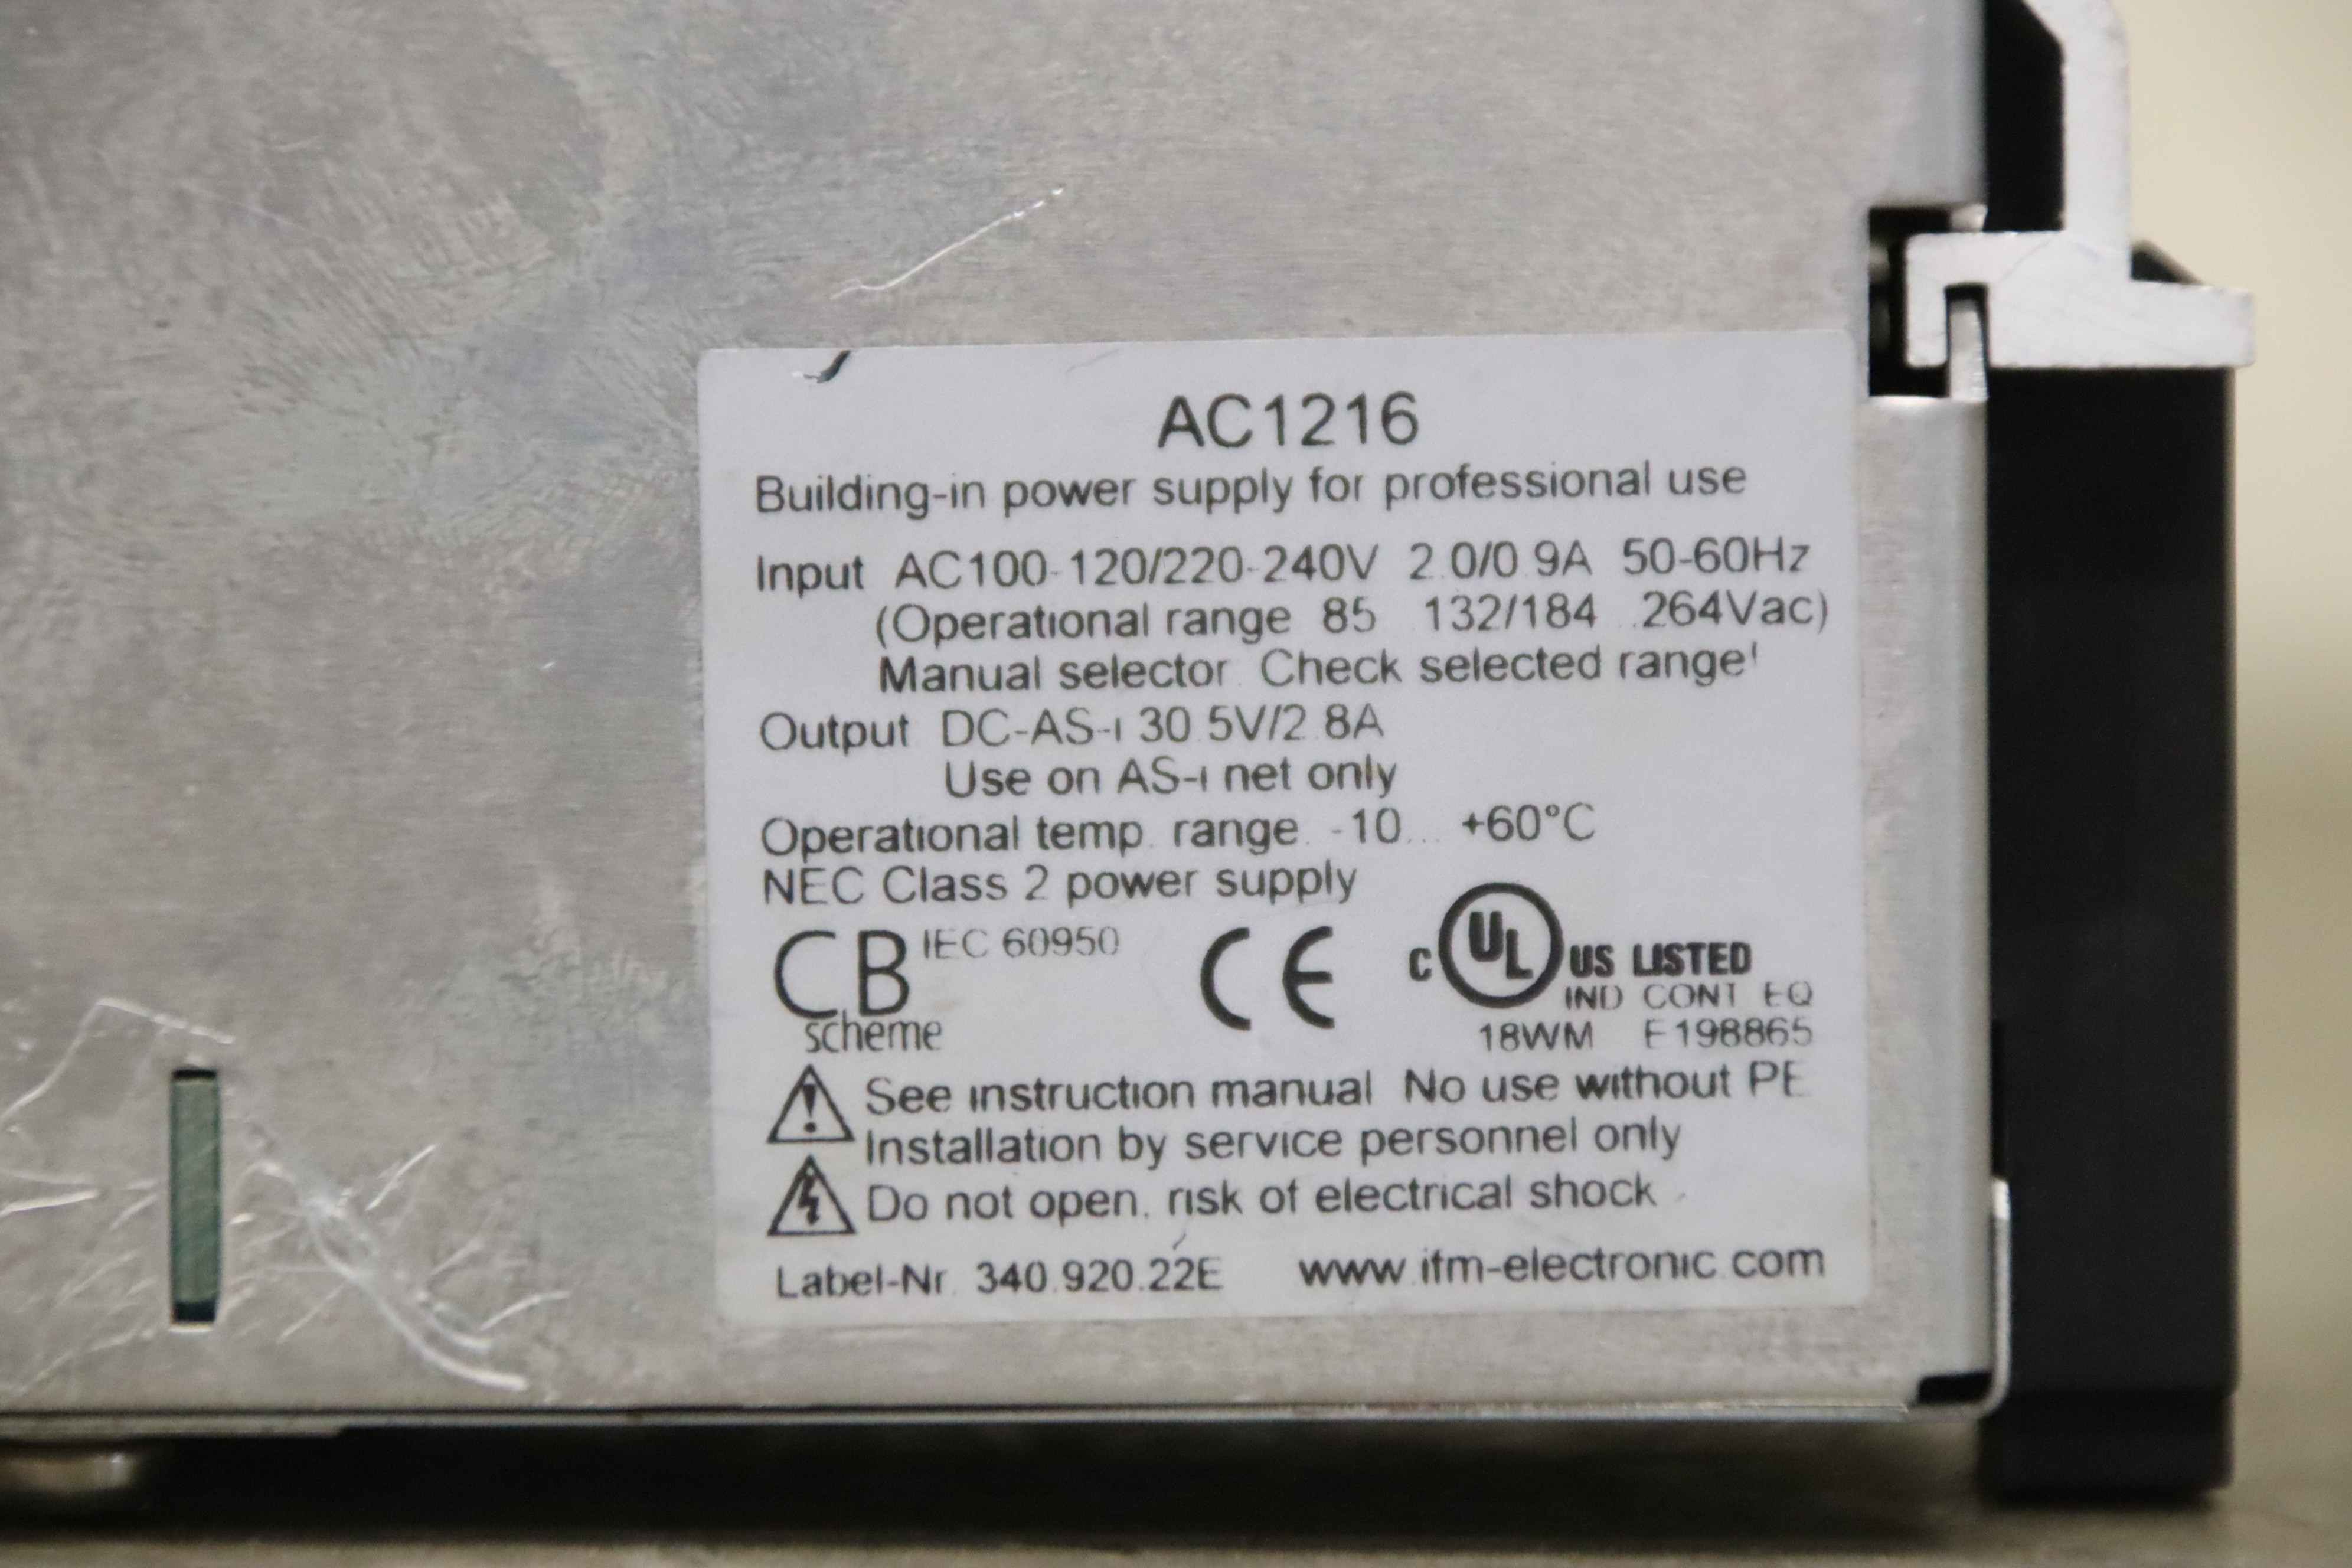 AC1216
Building-in power supply for professional use
Input AC100-120/220-240V 2.0/0.9A 50-60Hz
(Operational range 85...132/184...264Vac)
Manual selector. Check selected range!
Output DC-AS-i 30.5V/2.8A
Use on AS-i net only
Operational temp. range. -10... +60°C
NEC Class 2 power supply
CB IEC 60950
scheme
CE
C UL US LISTED
IND CONT EQ
18WM E198865
See instruction manual. No use without PE
Installation by service personnel only
Do not open, risk of electrical shock
Label-Nr. 340.920.22E www.ifm-electronic.com